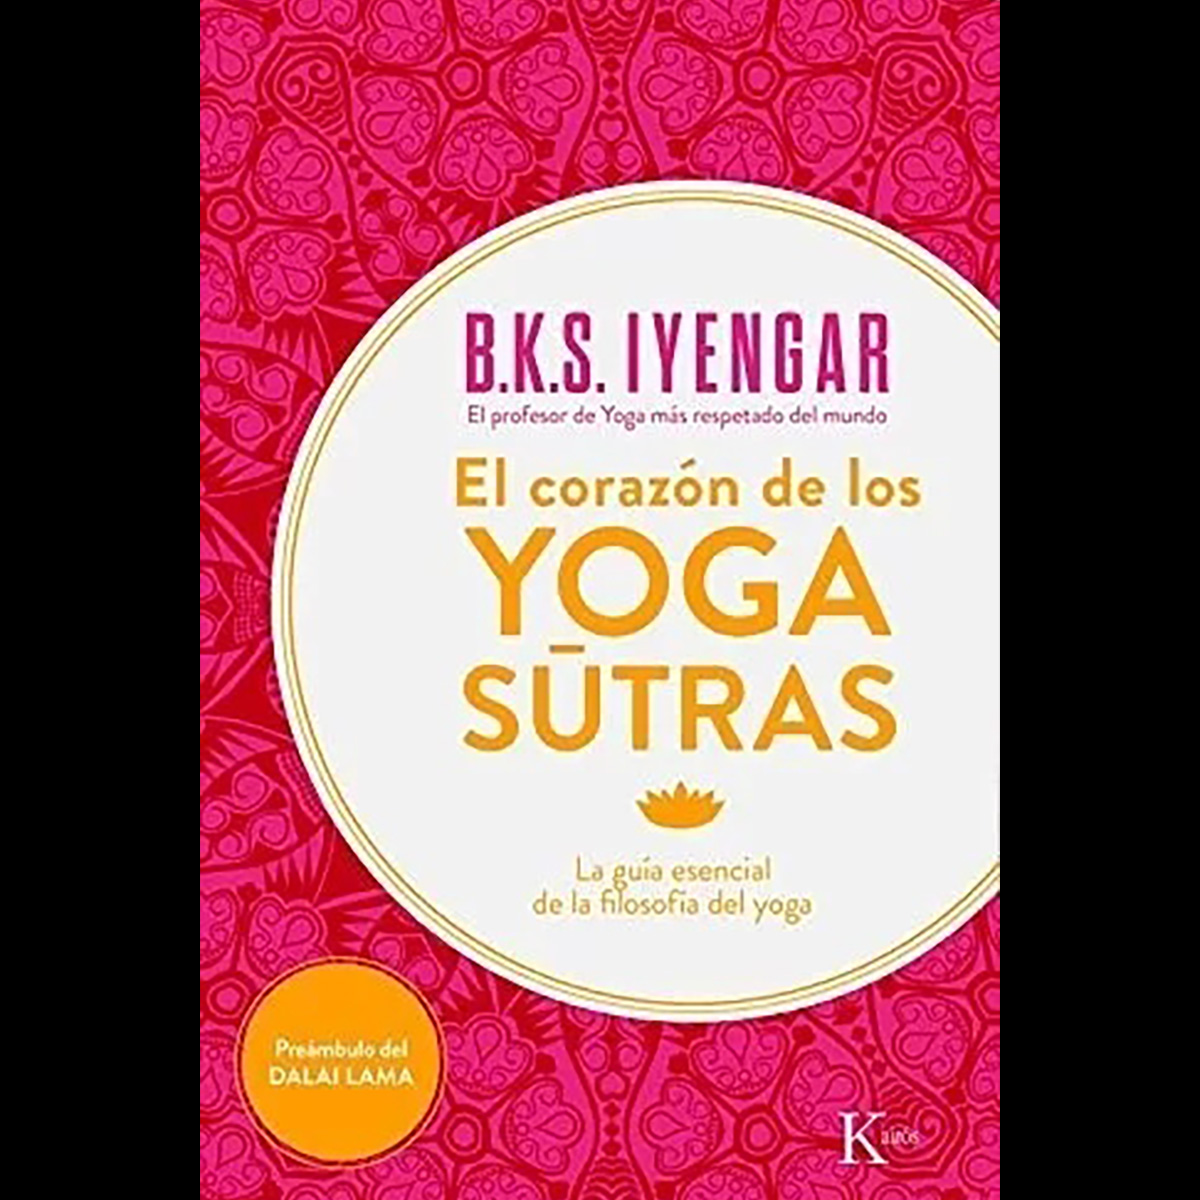 B.K.S. IYENGAR
El profesor de Yoga más respetado del mundo
El corazón de los
YOGA
SŪTRAS
La guía esencial
de la filosofía del yoga
Preámbulo del
DALAI LAMA
Kairós